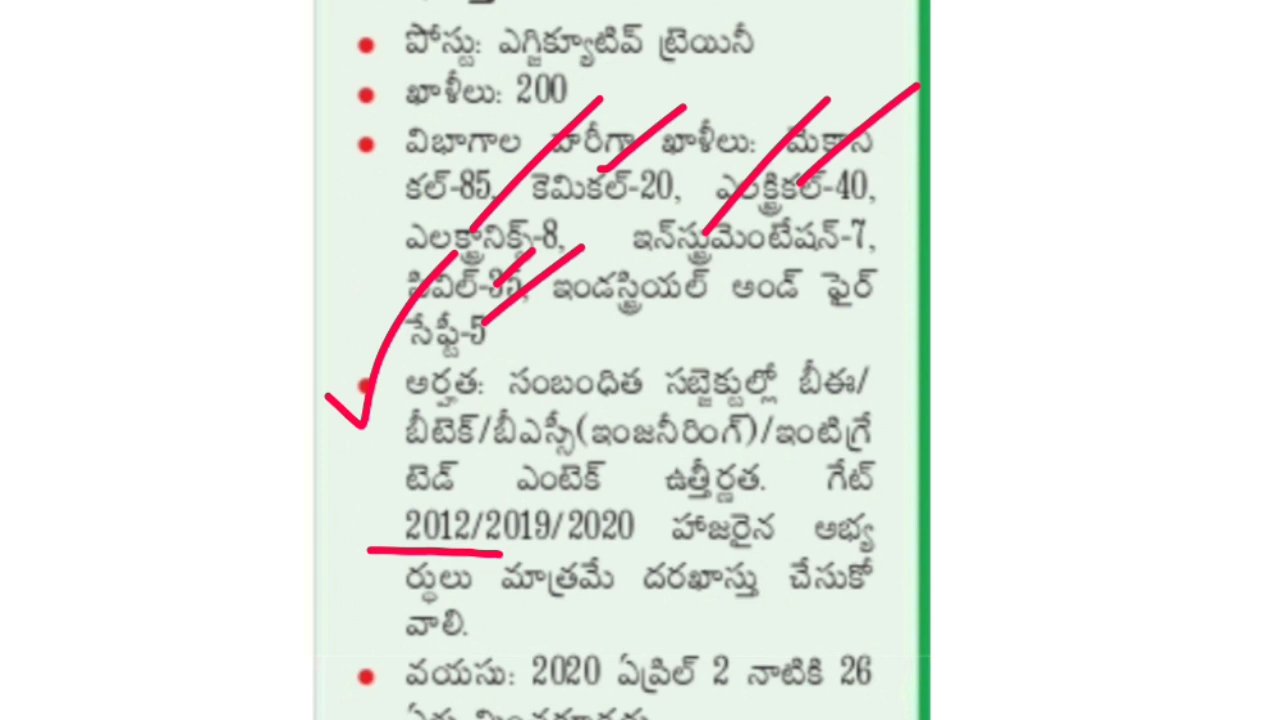 పోస్టు: ఎగ్జిక్యూటివ్ ట్రెయినీ
ఖాళీలు: 200
విభాగాల వారీగా ఖాళీలు: మెకాని
కల్-85, కెమికల్-20, ఎలక్ట్రికల్-40,
ఎలక్ట్రానిక్స్-8, ఇన్‌స్ట్రుమెంటేషన్-7,
సివిల్-35, ఇండస్ట్రియల్ అండ్ ఫైర్
సేఫ్టీ-5
అర్హత: సంబంధిత సబ్జెక్టుల్లో బీఈ/
బీటెక్/బీఎస్సీ(ఇంజనీరింగ్)/ఇంటిగ్రే
టెడ్ ఎంటెక్ ఉత్తీర్ణత. గేట్
2012/2019/2020 హాజరైన అభ్య
ర్థులు మాత్రమే దరఖాస్తు చేసుకో
వాలి.
వయసు: 2020 ఏప్రిల్ 2 నాటికి 26